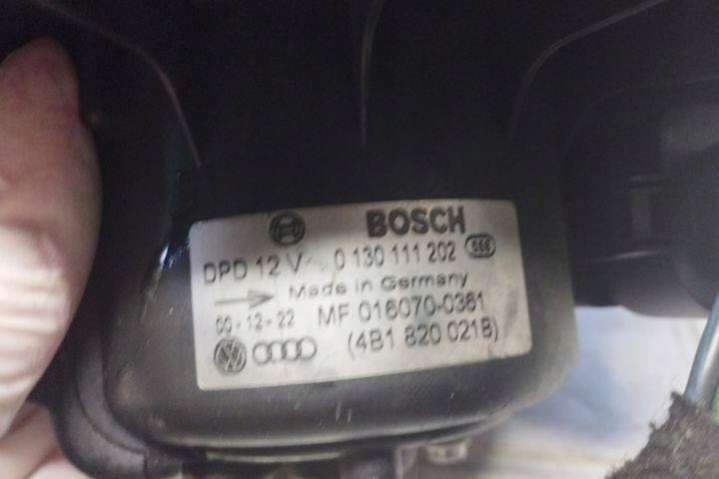 BOSCH
DPD 12 V 0 130 111 202
Made in Germany
00-12-22 MF 016070-0361
(4B1 820 021B)